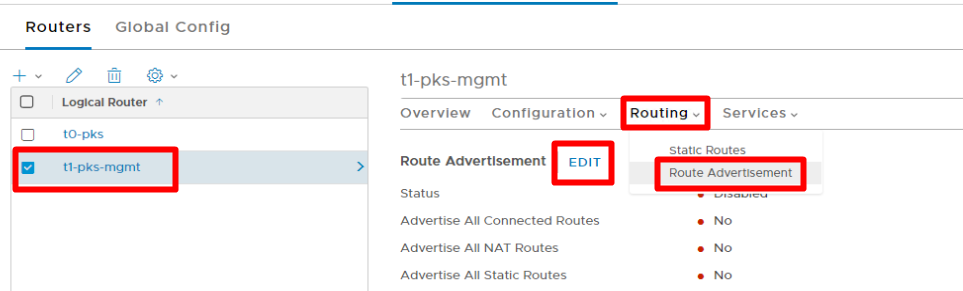 Routers Global Config
Logical Router
t0-pks
t1-pks-mgmt
t1-pks-mgmt
Overview Configuration Routing Services
Static Routes
Route Advertisement
Route Advertisement EDIT
Status Disabled
Advertise All Connected Routes No
Advertise All NAT Routes No
Advertise All Static Routes No